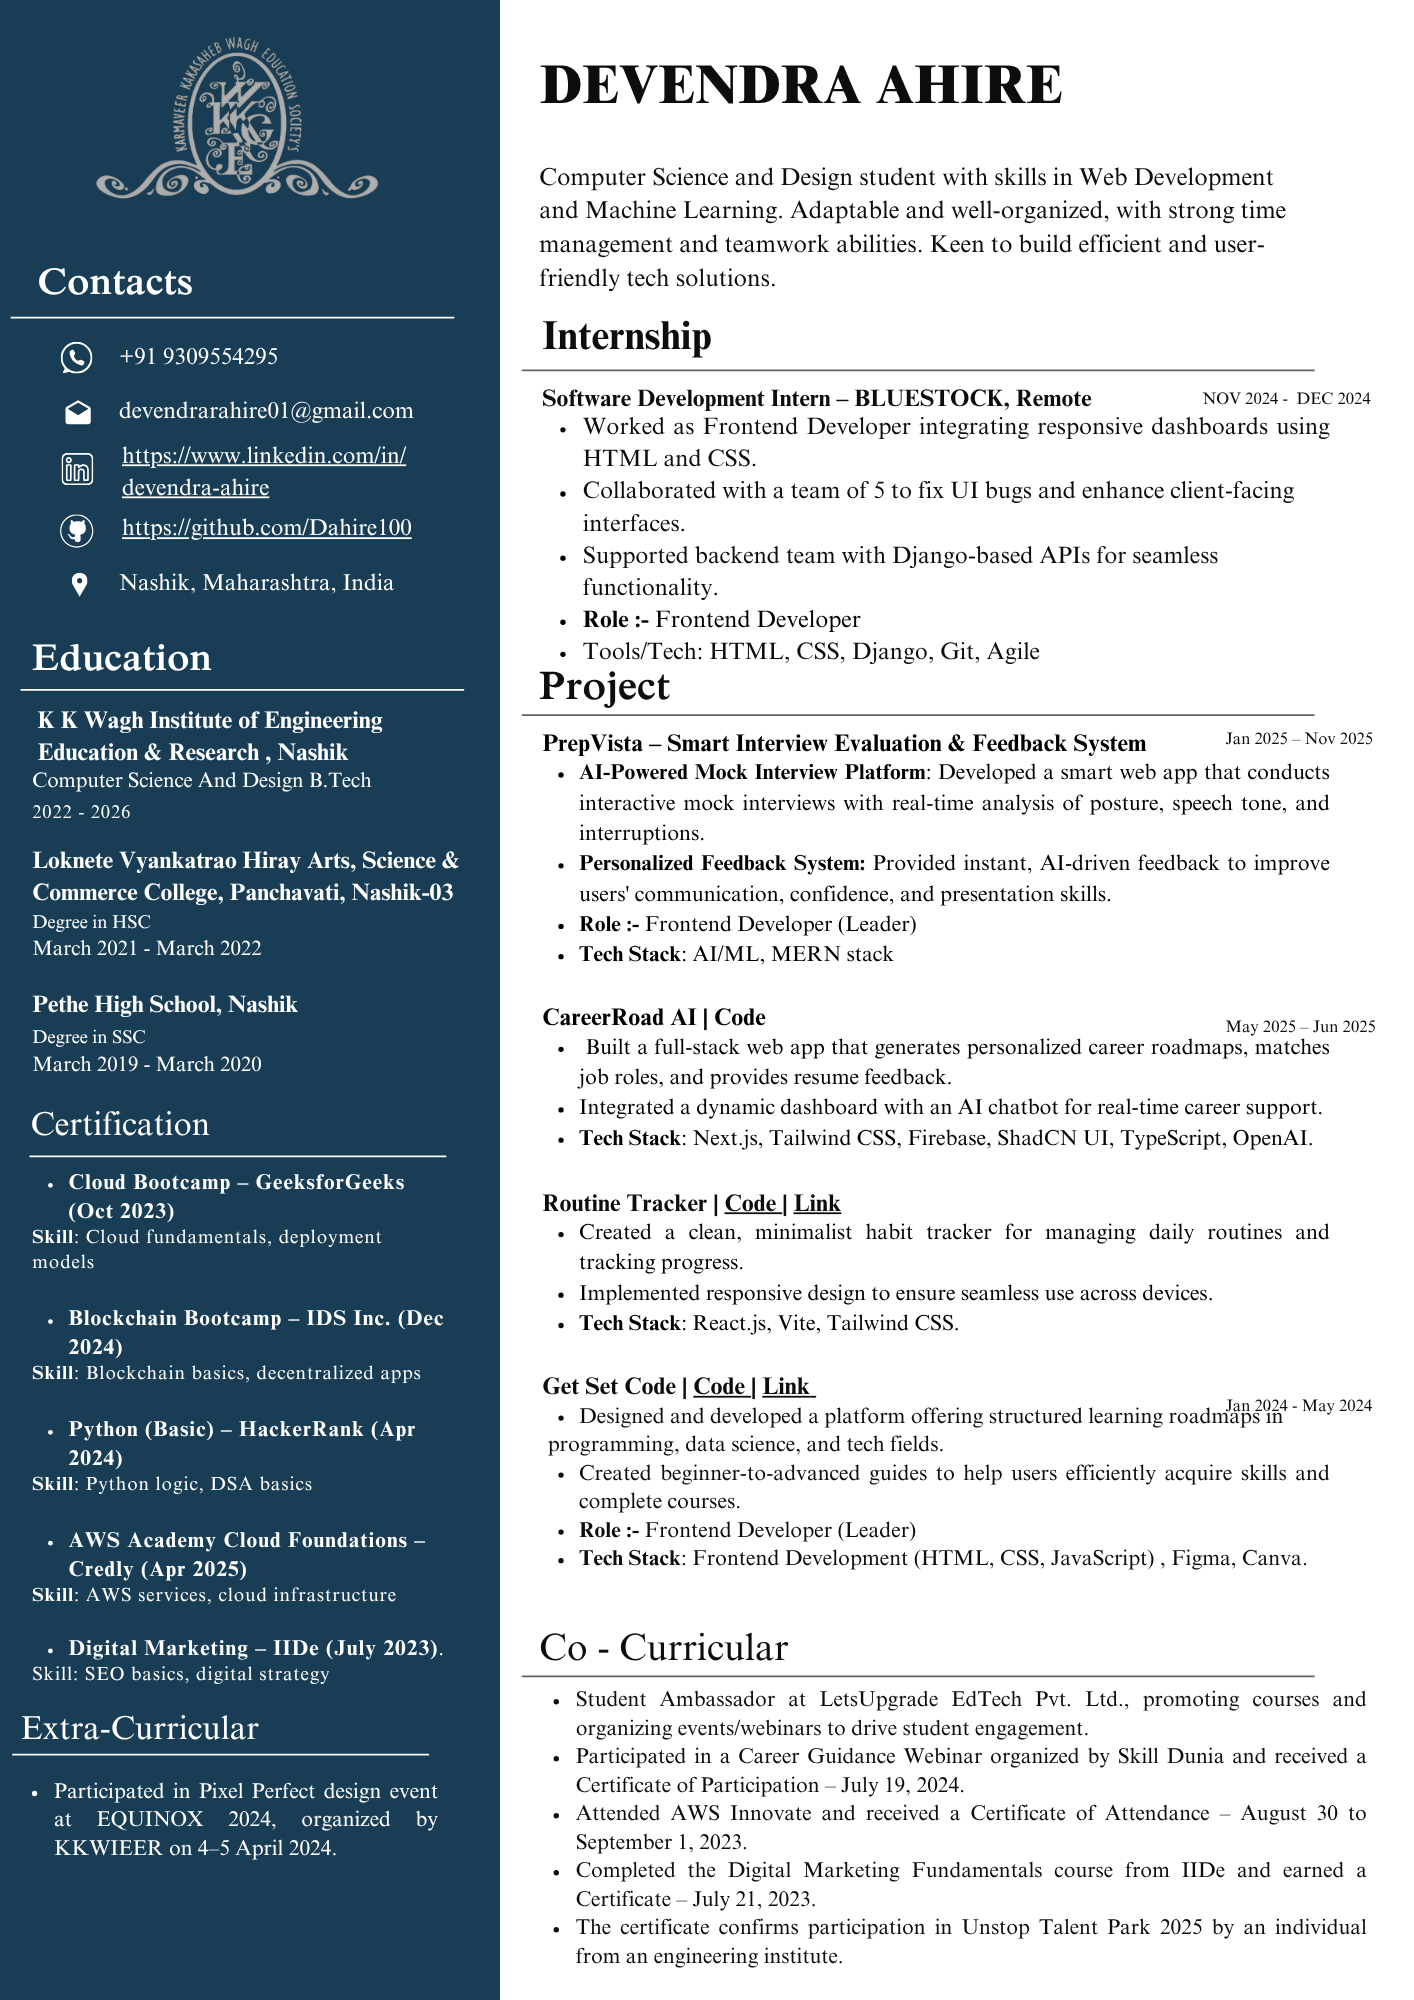 KARMAVEER KAKASAHEB WAGH EDUCATION SOCIETY'S
Contacts
+91 9309554295
devendrarahire01@gmail.com
https://www.linkedin.com/in/
devendra-ahire
https://github.com/Dahire100
Nashik, Maharashtra, India
Education
K K Wagh Institute of Engineering
Education & Research , Nashik
Computer Science And Design B.Tech
2022 - 2026
Loknete Vyankatrao Hiray Arts, Science &
Commerce College, Panchavati, Nashik-03
Degree in HSC
March 2021 - March 2022
Pethe High School, Nashik
Degree in SSC
March 2019 - March 2020
Certification
• Cloud Bootcamp – GeeksforGeeks
(Oct 2023)
Skill: Cloud fundamentals, deployment
models
• Blockchain Bootcamp – IDS Inc. (Dec
2024)
Skill: Blockchain basics, decentralized apps
• Python (Basic) – HackerRank (Apr
2024)
Skill: Python logic, DSA basics
• AWS Academy Cloud Foundations –
Credly (Apr 2025)
Skill: AWS services, cloud infrastructure
• Digital Marketing – IIDe (July 2023).
Skill: SEO basics, digital strategy
Extra-Curricular
• Participated in Pixel Perfect design event
at EQUINOX 2024, organized by
KKWIEER on 4–5 April 2024.
DEVENDRA AHIRE
Computer Science and Design student with skills in Web Development
and Machine Learning. Adaptable and well-organized, with strong time
management and teamwork abilities. Keen to build efficient and user-
friendly tech solutions.
Internship
Software Development Intern – BLUESTOCK, Remote NOV 2024 - DEC 2024
• Worked as Frontend Developer integrating responsive dashboards using
HTML and CSS.
• Collaborated with a team of 5 to fix UI bugs and enhance client-facing
interfaces.
• Supported backend team with Django-based APIs for seamless
functionality.
• Role :- Frontend Developer
• Tools/Tech: HTML, CSS, Django, Git, Agile
Project
PrepVista – Smart Interview Evaluation & Feedback System Jan 2025 – Nov 2025
• AI-Powered Mock Interview Platform: Developed a smart web app that conducts
interactive mock interviews with real-time analysis of posture, speech tone, and
interruptions.
• Personalized Feedback System: Provided instant, AI-driven feedback to improve
users' communication, confidence, and presentation skills.
• Role :- Frontend Developer (Leader)
• Tech Stack: AI/ML, MERN stack
CareerRoad AI | Code May 2025 – Jun 2025
• Built a full-stack web app that generates personalized career roadmaps, matches
job roles, and provides resume feedback.
• Integrated a dynamic dashboard with an AI chatbot for real-time career support.
• Tech Stack: Next.js, Tailwind CSS, Firebase, ShadCN UI, TypeScript, OpenAI.
Routine Tracker | Code | Link
• Created a clean, minimalist habit tracker for managing daily routines and
tracking progress.
• Implemented responsive design to ensure seamless use across devices.
• Tech Stack: React.js, Vite, Tailwind CSS.
Get Set Code | Code | Link Jan 2024 - May 2024
• Designed and developed a platform offering structured learning roadmaps in
programming, data science, and tech fields.
• Created beginner-to-advanced guides to help users efficiently acquire skills and
complete courses.
• Role :- Frontend Developer (Leader)
• Tech Stack: Frontend Development (HTML, CSS, JavaScript) , Figma, Canva.
Co - Curricular
• Student Ambassador at LetsUpgrade EdTech Pvt. Ltd., promoting courses and
organizing events/webinars to drive student engagement.
• Participated in a Career Guidance Webinar organized by Skill Dunia and received a
Certificate of Participation – July 19, 2024.
• Attended AWS Innovate and received a Certificate of Attendance – August 30 to
September 1, 2023.
• Completed the Digital Marketing Fundamentals course from IIDe and earned a
Certificate – July 21, 2023.
• The certificate confirms participation in Unstop Talent Park 2025 by an individual
from an engineering institute.